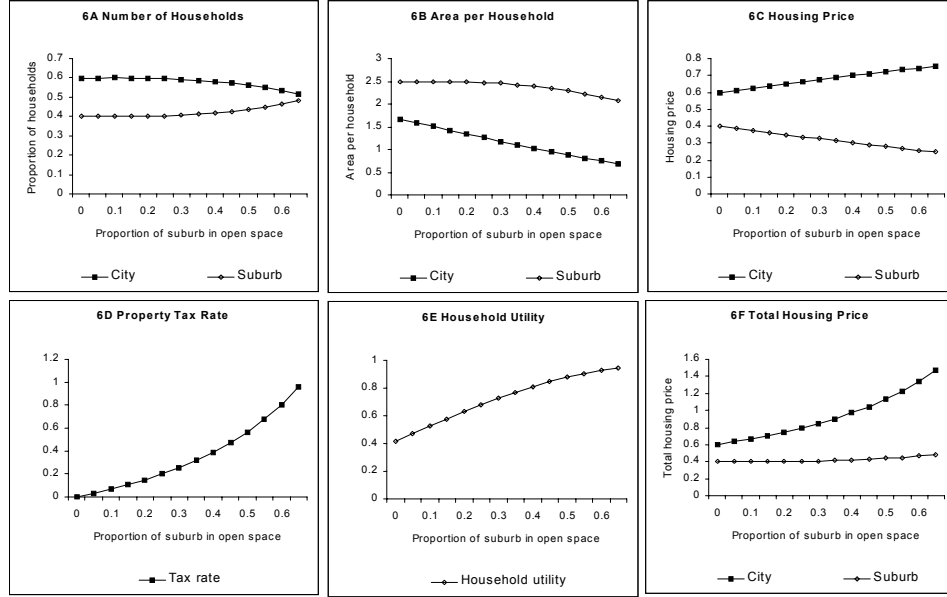 6A Number of Households
Proportion of households
0.7
0.6
0.5
0.4
0.3
0.2
0.1
0
0 0.1 0.2 0.3 0.4 0.5 0.6
Proportion of suburb in open space
City Suburb
6B Area per Household
Area per household
3
2.5
2
1.5
1
0.5
0
0 0.1 0.2 0.3 0.4 0.5 0.6
Proportion of suburb in open space
City Suburb
6C Housing Price
Housing price
0.8
0.7
0.6
0.5
0.4
0.3
0.2
0.1
0
0 0.1 0.2 0.3 0.4 0.5 0.6
Proportion of suburb in open space
City Suburb
6D Property Tax Rate
1.2
1
0.8
0.6
0.4
0.2
0
0 0.1 0.2 0.3 0.4 0.5 0.6
Proportion of suburb in open space
Tax rate
6E Household Utility
1
0.8
0.6
0.4
0.2
0
0 0.1 0.2 0.3 0.4 0.5 0.6
Proportion of suburb in open space
Household utility
6F Total Housing Price
Total housing price
1.6
1.4
1.2
1
0.8
0.6
0.4
0.2
0
0 0.1 0.2 0.3 0.4 0.5 0.6
Proportion of suburb in open space
City Suburb